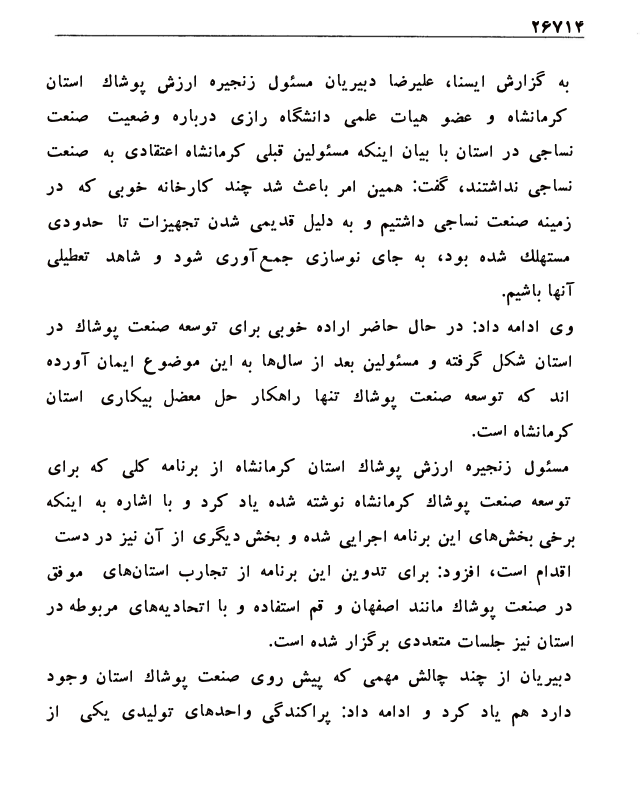 ۲۶۷۱۴
به گزارش ایسنا، علیرضا دبیریان مسئول زنجیره ارزش پوشاك استان
کرمانشاه و عضو هیات علمی دانشگاه رازی درباره وضعیت صنعت
نساجی در استان با بیان اینکه مسئولین قبلی کرمانشاه اعتقادی به صنعت
نساجی نداشتند، گفت: همین امر باعث شد چند کارخانه خوبی که در
زمینه صنعت نساجی داشتیم و به دلیل قدیمی شدن تجهیزات تا حدودی
مستهلك شده بود، به جای نوسازی جمع‌آوری شود و شاهد تعطیلی
آنها باشیم.
وی ادامه داد: در حال حاضر اراده خوبی برای توسعه صنعت پوشاك در
استان شکل گرفته و مسئولین بعد از سال‌ها به این موضوع ایمان آورده
اند که توسعه صنعت پوشاك تنها راهکار حل معضل بیکاری استان
کرمانشاه است.
مسئول زنجیره ارزش پوشاك استان کرمانشاه از برنامه کلی که برای
توسعه صنعت پوشاك کرمانشاه نوشته شده یاد کرد و با اشاره به اینکه
برخی بخش‌های این برنامه اجرایی شده و بخش دیگری از آن نیز در دست
اقدام است، افزود: برای تدوین این برنامه از تجارب استان‌های موفق
در صنعت پوشاك مانند اصفهان و قم استفاده و با اتحادیه‌های مربوطه در
استان نیز جلسات متعددی برگزار شده است.
دبیریان از چند چالش مهمی که پیش روی صنعت پوشاك استان وجود
دارد هم یاد کرد و ادامه داد: پراکندگی واحدهای تولیدی یکی از